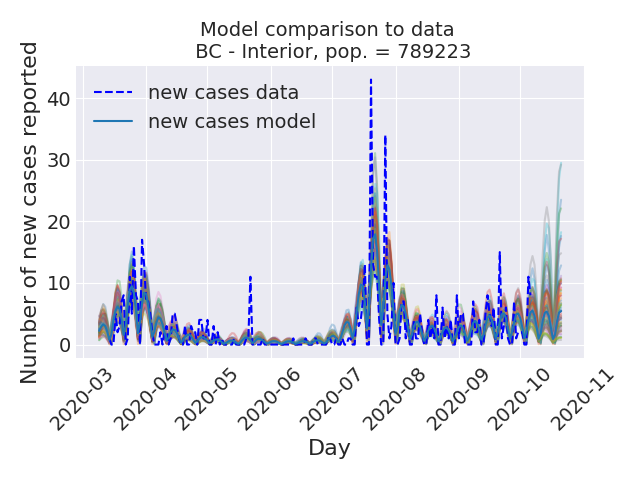 Model comparison to data
BC - Interior, pop. = 789223
Number of new cases reported
40
30
20
10
0
new cases data
new cases model
2020-03
2020-04
2020-05
2020-06
2020-07
2020-08
2020-09
2020-10
2020-11
Day